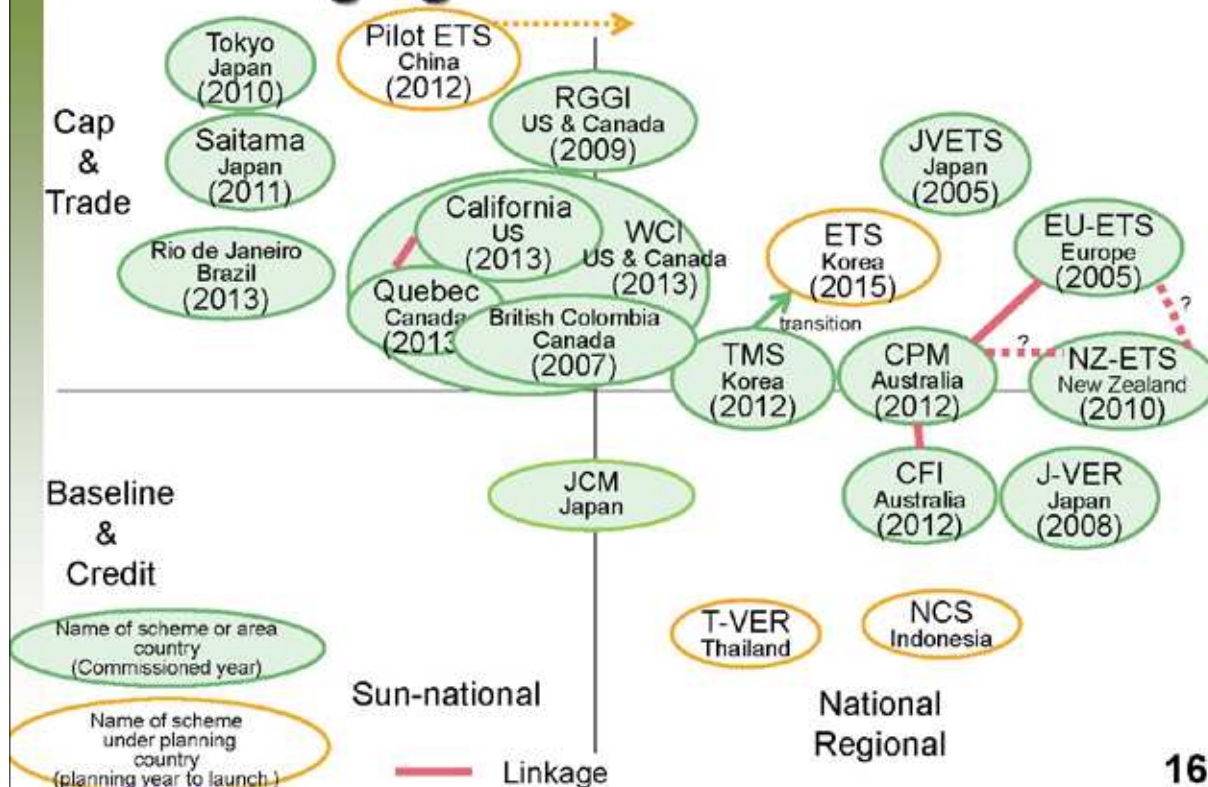 Tokyo
Japan
(2010)
Pilot ETS
China
(2012)
RGGI
US & Canada
(2009)
Cap
&
Trade
Saitama
Japan
(2011)
JVETS
Japan
(2005)
Rio de Janeiro
Brazil
(2013)
California
US
(2013)
WCI
US & Canada
(2013)
Quebec
Canada
(2013
British Colombia
Canada
(2007)
ETS
Korea
(2015)
EU-ETS
Europe
(2005)
?
transition
TMS
Korea
(2012)
CPM
Australia
(2012)
?
NZ-ETS
New Zealand
(2010)
Baseline
&
Credit
JCM
Japan
CFI
Australia
(2012)
J-VER
Japan
(2008)
T-VER
Thailand
NCS
Indonesia
Name of scheme or area
country
(Commissioned year)
Name of scheme
under planning
country
(planning year to launch )
Sun-national
National
Regional
Linkage
16